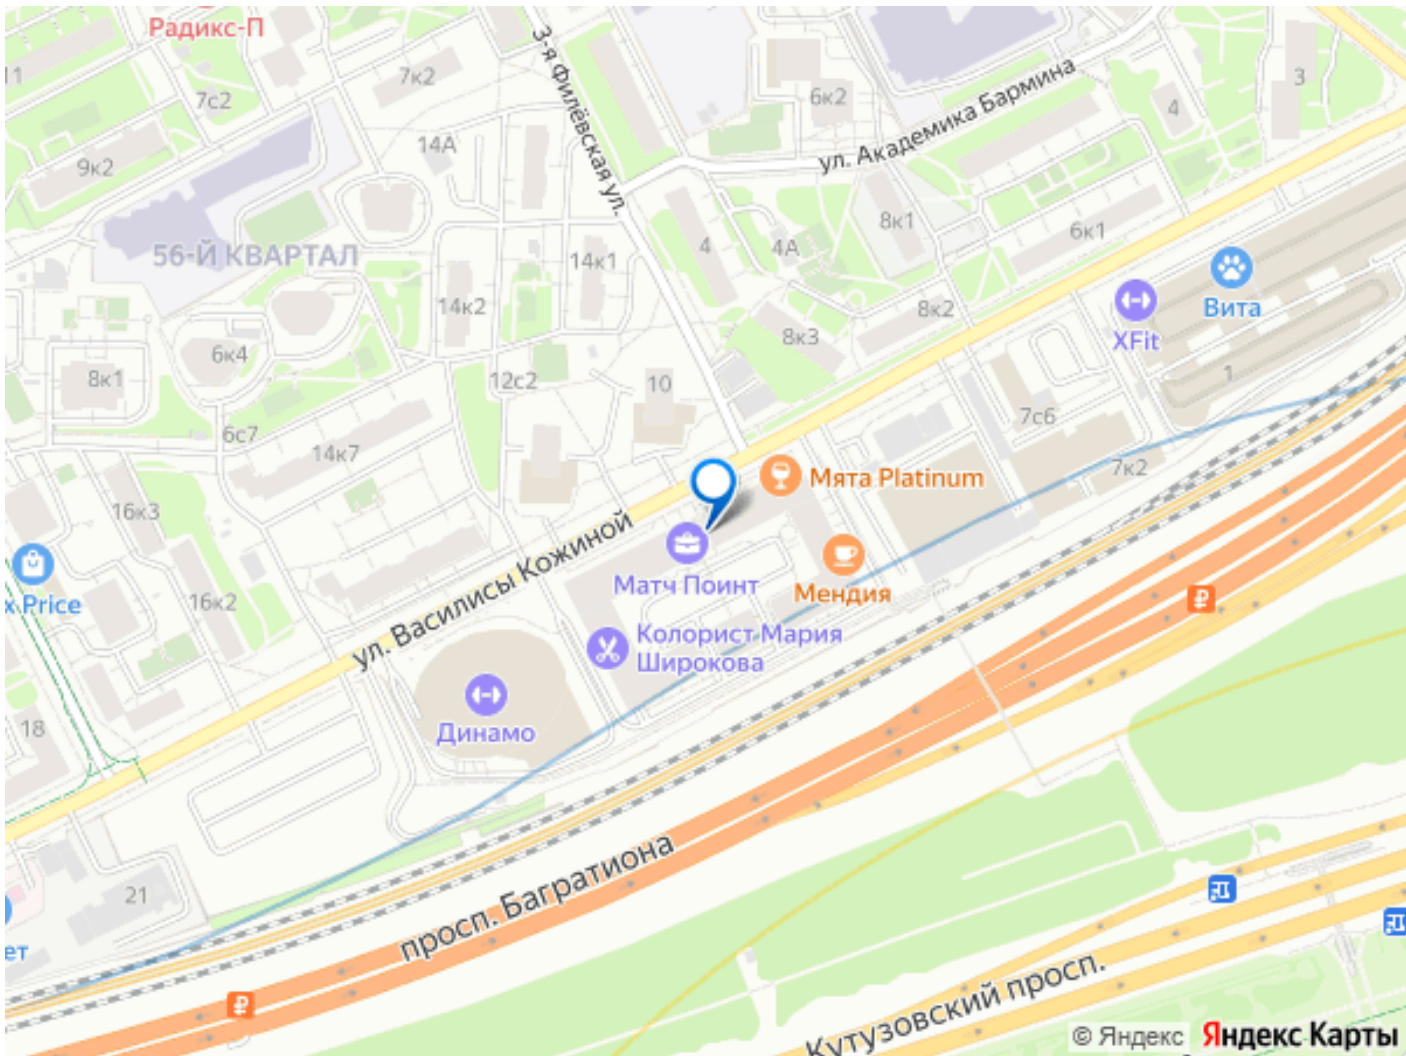 Радикс-П
11
7к2
7с2
3-я Филёвская ул.
6к2
ул. Академика Бармина
3
4
14А
9к2
56-Й КВАРТАЛ
14к1
4
4А
8к1
6к1
14к2
Вита
8к2
XFit
8к3
6к4
8к1
12с2
10
1
6с7
14к7
7с6
7к2
Мята Platinum
16к3
ул. Василисы Кожиной
Матч Поинт
Мендия
x Price
16к2
Колорист Мария
Широкова
18
Динамо
просп. Багратиона
21
ет
Кутузовский просп.
© Яндекс Яндекс Карты